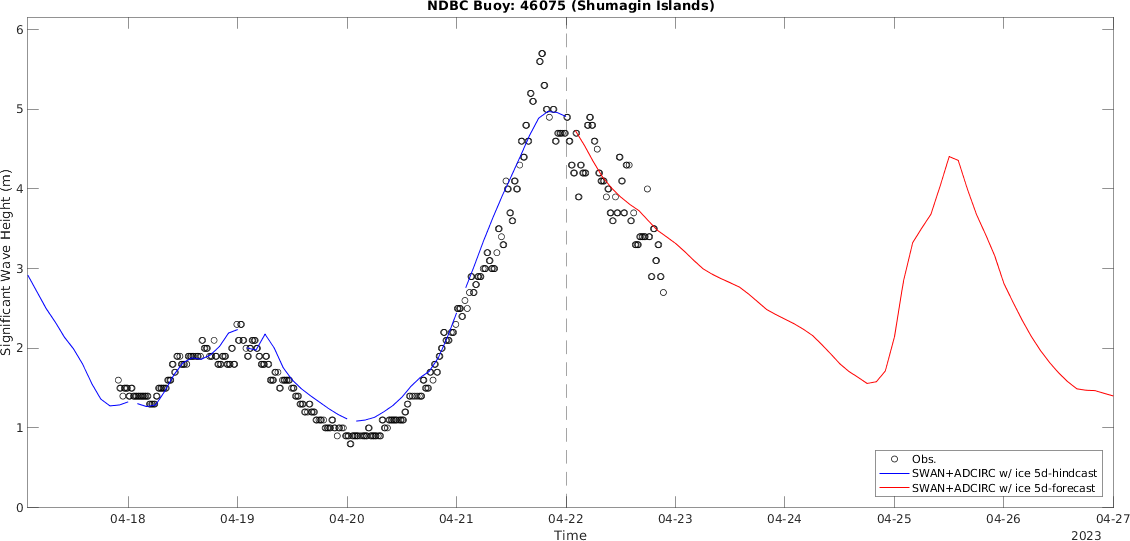 NDBC Buoy: 46075 (Shumagin Islands)
6
5
4
3
2
1
0
Significant Wave Height (m)
Obs.
SWAN+ADCIRC w/ ice 5d-hindcast
SWAN+ADCIRC w/ ice 5d-forecast
04-18 04-19 04-20 04-21 04-22 04-23 04-24 04-25 04-26 04-27
Time
2023